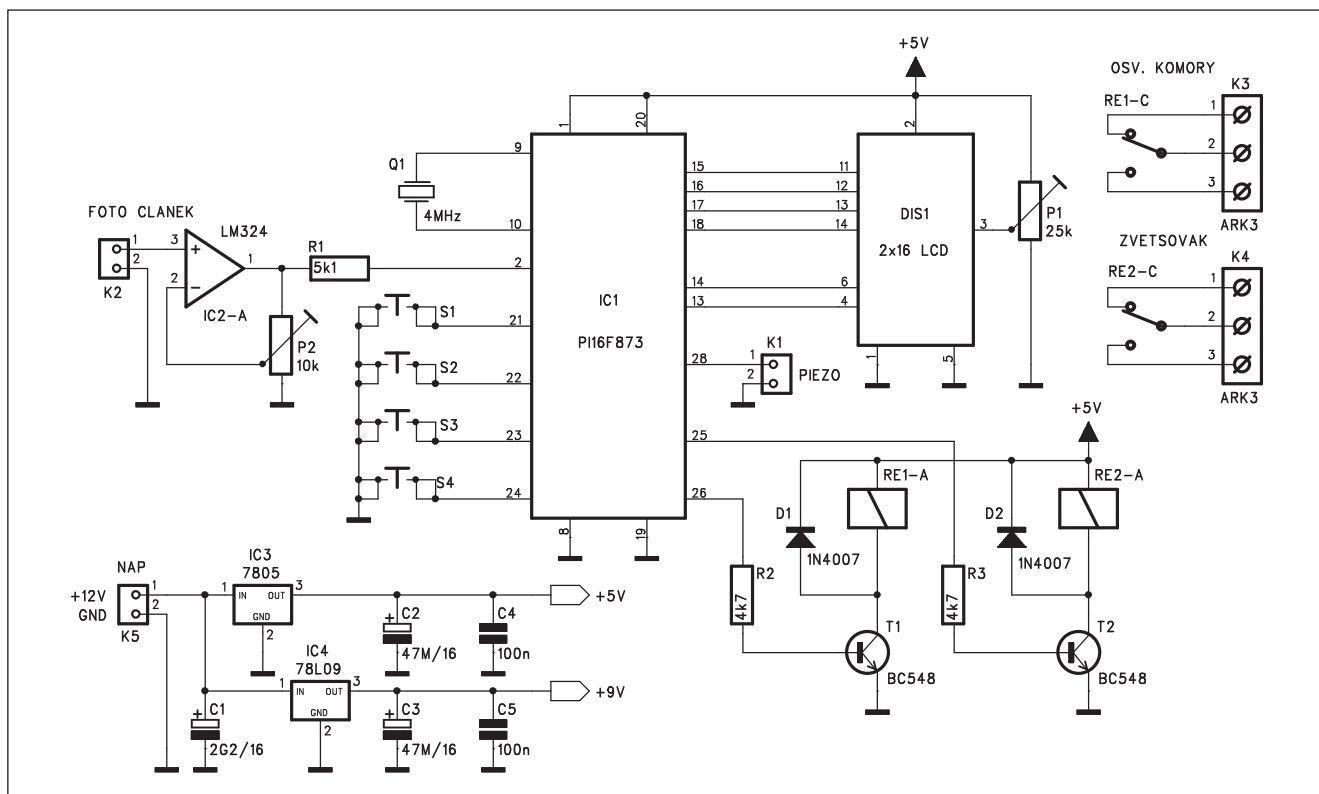 +5V
OSV. KOMORY
K3
RE1-C
1
2
3
ARK3
ZVETSOVAK
K4
RE2-C
1
2
3
ARK3
1
20
2
Q1
4MHz
9
10
15
16
17
18
11
12
13
14
DIS1
2x16 LCD
3
P1
25k
FOTO CLANEK
LM324
1
2
K2
3
+
2
−
1
IC2-A
R1
5k1
2
P2
10k
IC1
PI16F873
14
13
6
4
1
5
S1
21
S2
22
S3
23
S4
24
28
K1
1
2
PIEZO
25
26
8
19
+5V
RE1-A
RE2-A
D1
1N4007
D2
1N4007
R2
4k7
R3
4k7
T1
BC548
T2
BC548
NAP
+12V
GND
1
2
K5
IC3
7805
1
IN
OUT
3
GND
2
C2
+
47M/16
C4
100n
+5V
IC4
78L09
1
IN
OUT
3
GND
2
C1
+
2G2/16
C3
+
47M/16
C5
100n
+9V